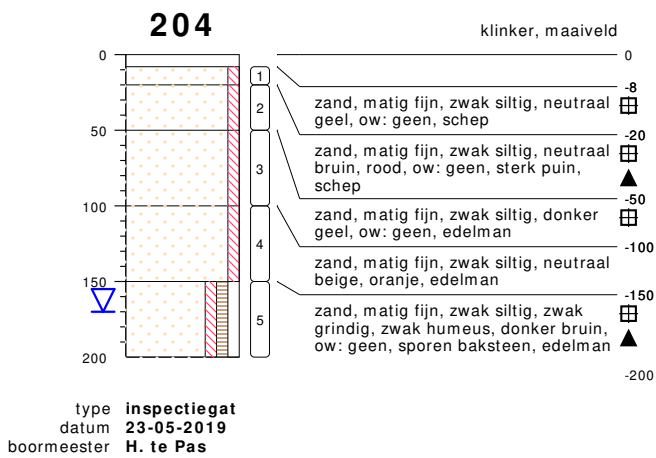 204
klinker, maaiveld
0
0
-8
1
zand, matig fijn, zwak siltig, neutraal
geel, ow: geen, schep
2
-20
50
zand, matig fijn, zwak siltig, neutraal
bruin, rood, ow: geen, sterk puin,
schep
3
-50
100
zand, matig fijn, zwak siltig, donker
geel, ow: geen, edelman
4
-100
zand, matig fijn, zwak siltig, neutraal
beige, oranje, edelman
150
-150
5
zand, matig fijn, zwak siltig, zwak
grindig, zwak humeus, donker bruin,
ow: geen, sporen baksteen, edelman
200
-200
type inspectiegat
datum 23-05-2019
boormeester H. te Pas